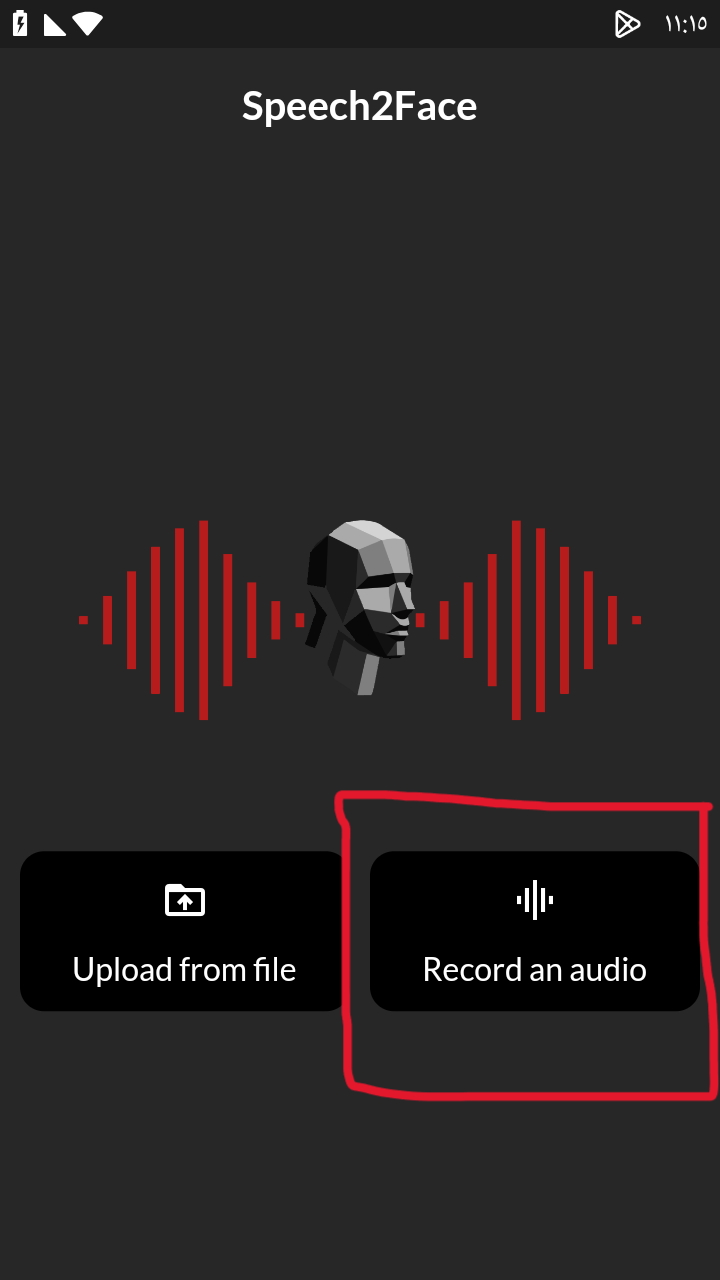 ١١:١٥
Speech2Face
Upload from file
Record an audio